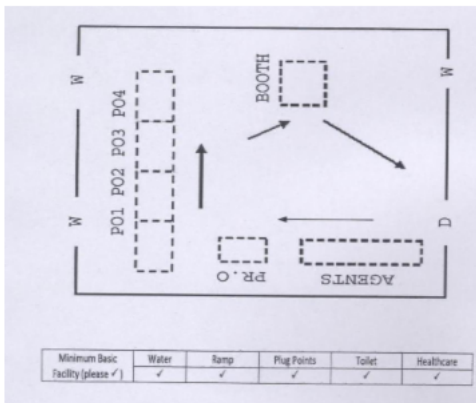 W
W
BOOTH
PO4
PO3
PO2
PO1
W
D
PR.O
AGENTS
Minimum Basic Facility (please ✓) Water Ramp Plug Points Toilet Healthcare
✓ ✓ ✓ ✓ ✓